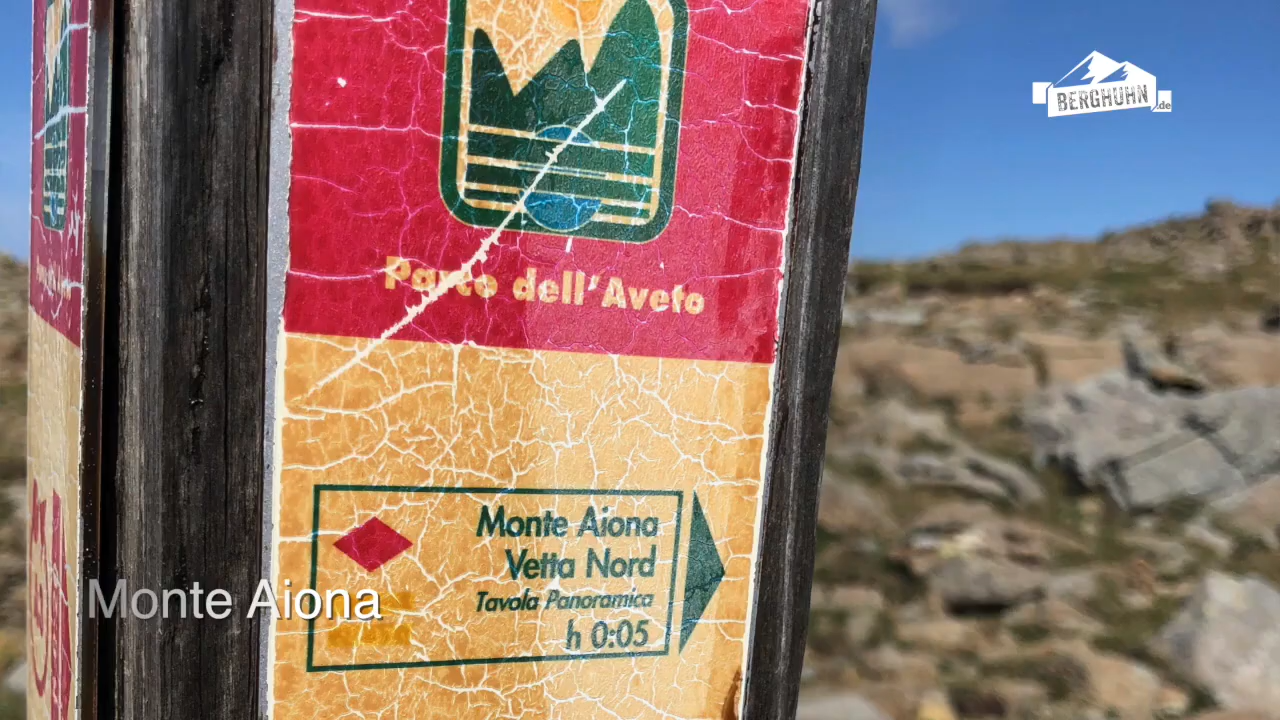 BERGHUHN.de
Parco dell'Aveto
Monte Aiona
Vetta Nord
Tavola Panoramica
h 0:05
Monte Aiona